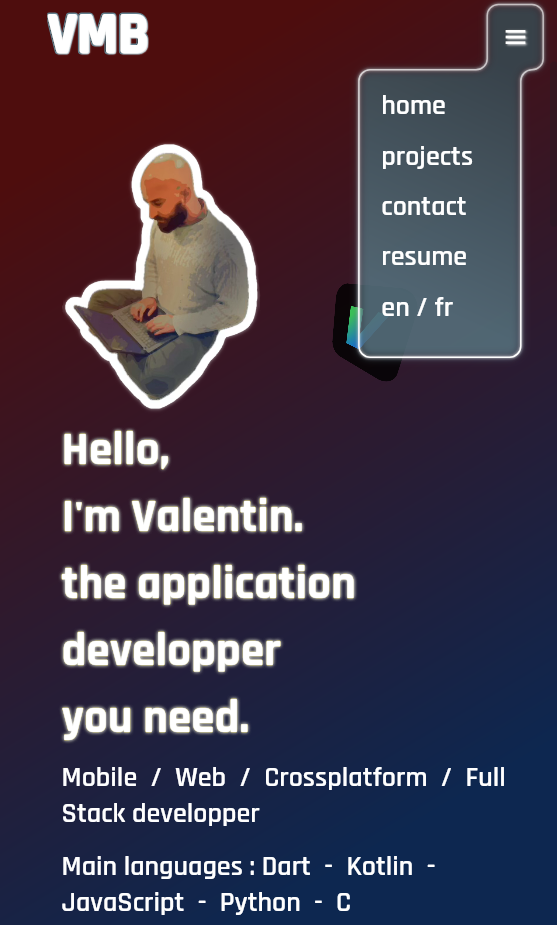 VMB
home
projects
contact
resume
en / fr
Hello,
I'm Valentin.
the application
developper
you need.
Mobile / Web / Crossplatform / Full
Stack developper
Main languages : Dart - Kotlin -
JavaScript - Python - C